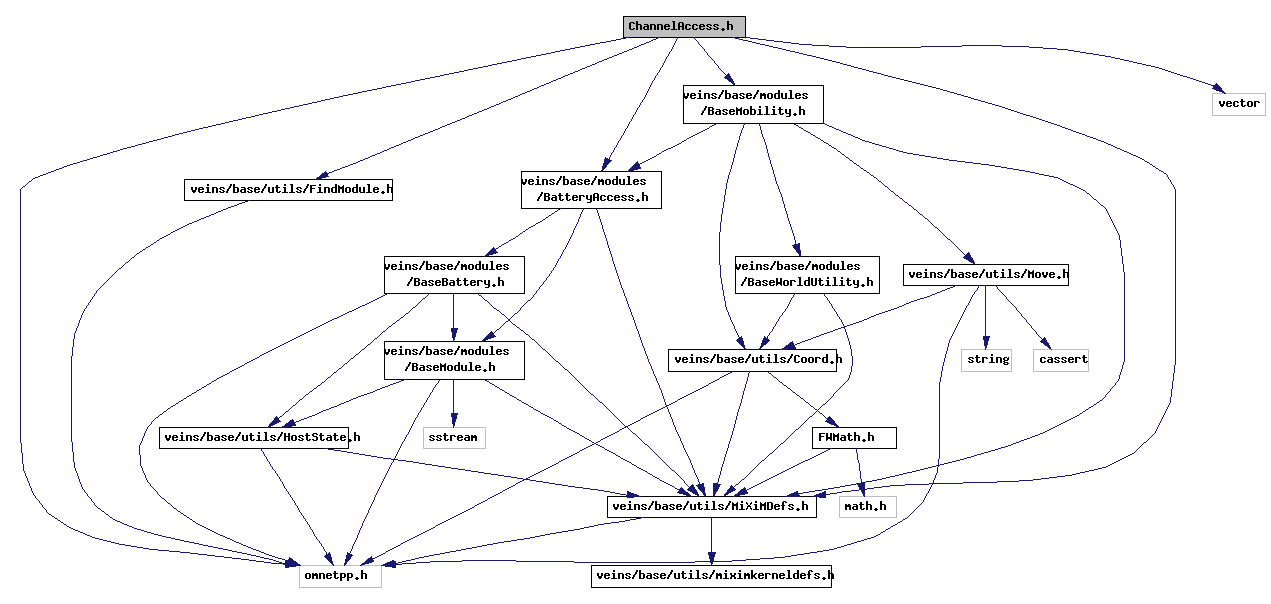 ChannelAccess.h
veins/base/modules
/BaseMobility.h
vector
veins/base/utils/FindModule.h
veins/base/modules
/BatteryAccess.h
veins/base/modules
/BaseBattery.h
veins/base/modules
/BaseWorldUtility.h
veins/base/utils/Move.h
veins/base/modules
/BaseModule.h
veins/base/utils/Coord.h
string
cassert
veins/base/utils/HostState.h
sstream
FWMath.h
veins/base/utils/MiXiMDefs.h
math.h
omnetpp.h
veins/base/utils/miximkerneldefs.h